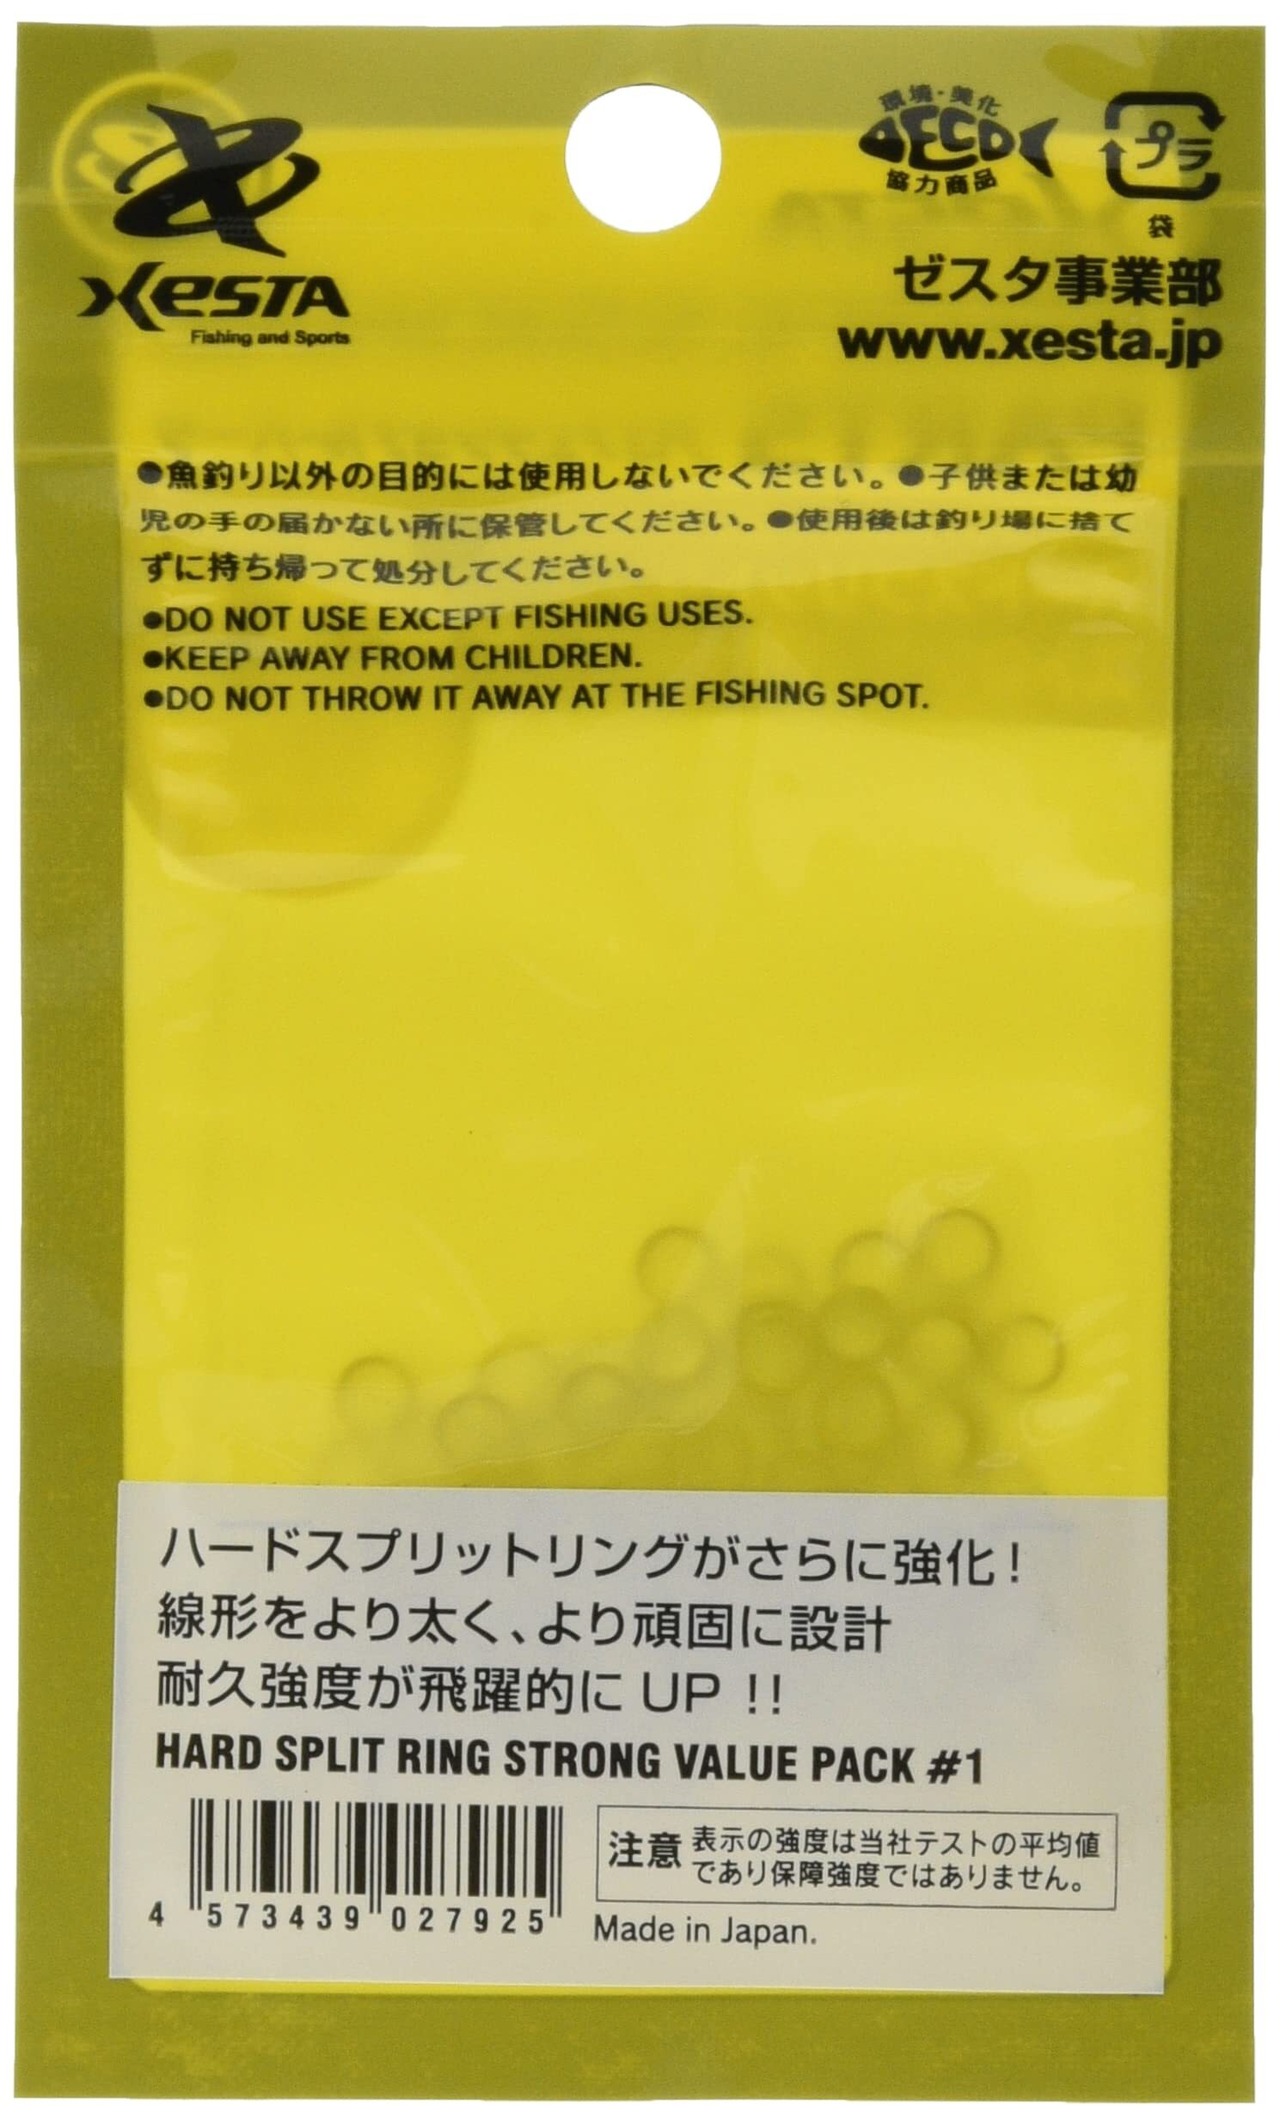 XESTA
Fishing and Sports
環境・美化
ECO
協力商品
プラ
袋
ゼスタ事業部
www.xesta.jp
●魚釣り以外の目的には使用しないでください。●子供または幼
児の手の届かない所に保管してください。●使用後は釣り場に捨て
ずに持ち帰って処分してください。
●DO NOT USE EXCEPT FISHING USES.
●KEEP AWAY FROM CHILDREN.
●DO NOT THROW IT AWAY AT THE FISHING SPOT.
ハードスプリットリングがさらに強化！
線形をより太く、より頑固に設計
耐久強度が飛躍的に UP !!
HARD SPLIT RING STRONG VALUE PACK #1
注意 表示の強度は当社テストの平均値
であり保障強度ではありません。
4 573439 027925
Made in Japan.